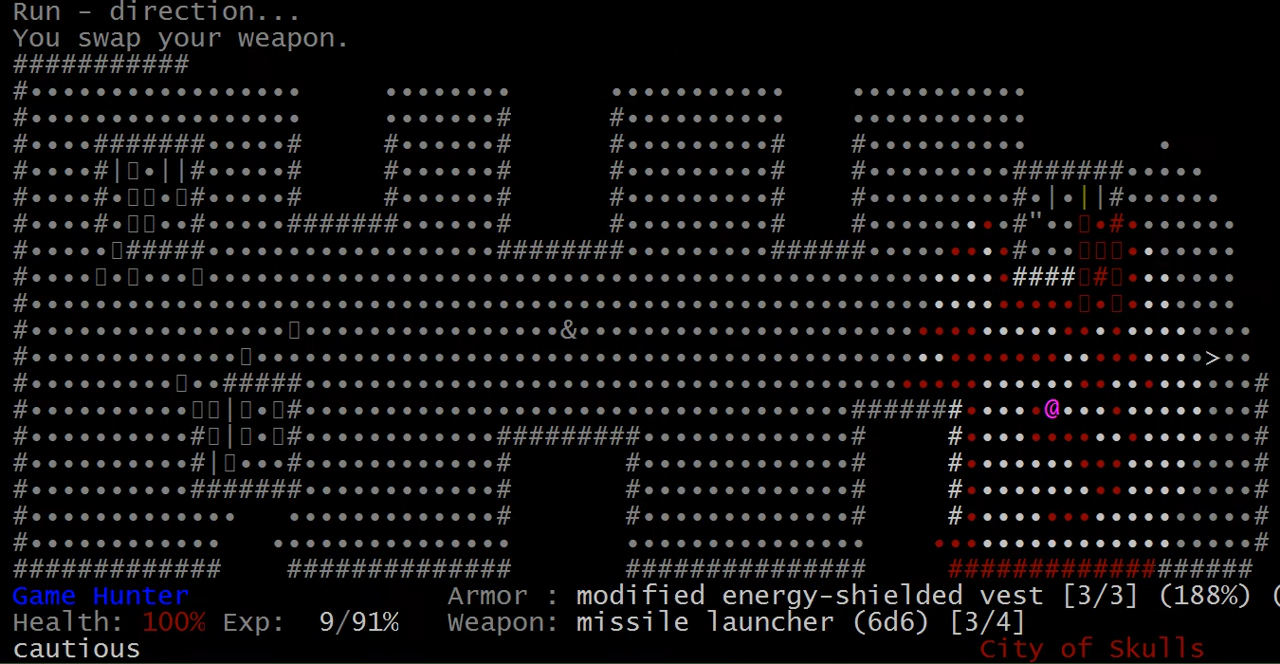 Run - direction...
You swap your weapon.
Game Hunter
Armor : modified energy-shielded vest [3/3] (188%) (
Health: 100% Exp: 9/91% Weapon: missile launcher (6d6) [3/4]
cautious
City of Skulls